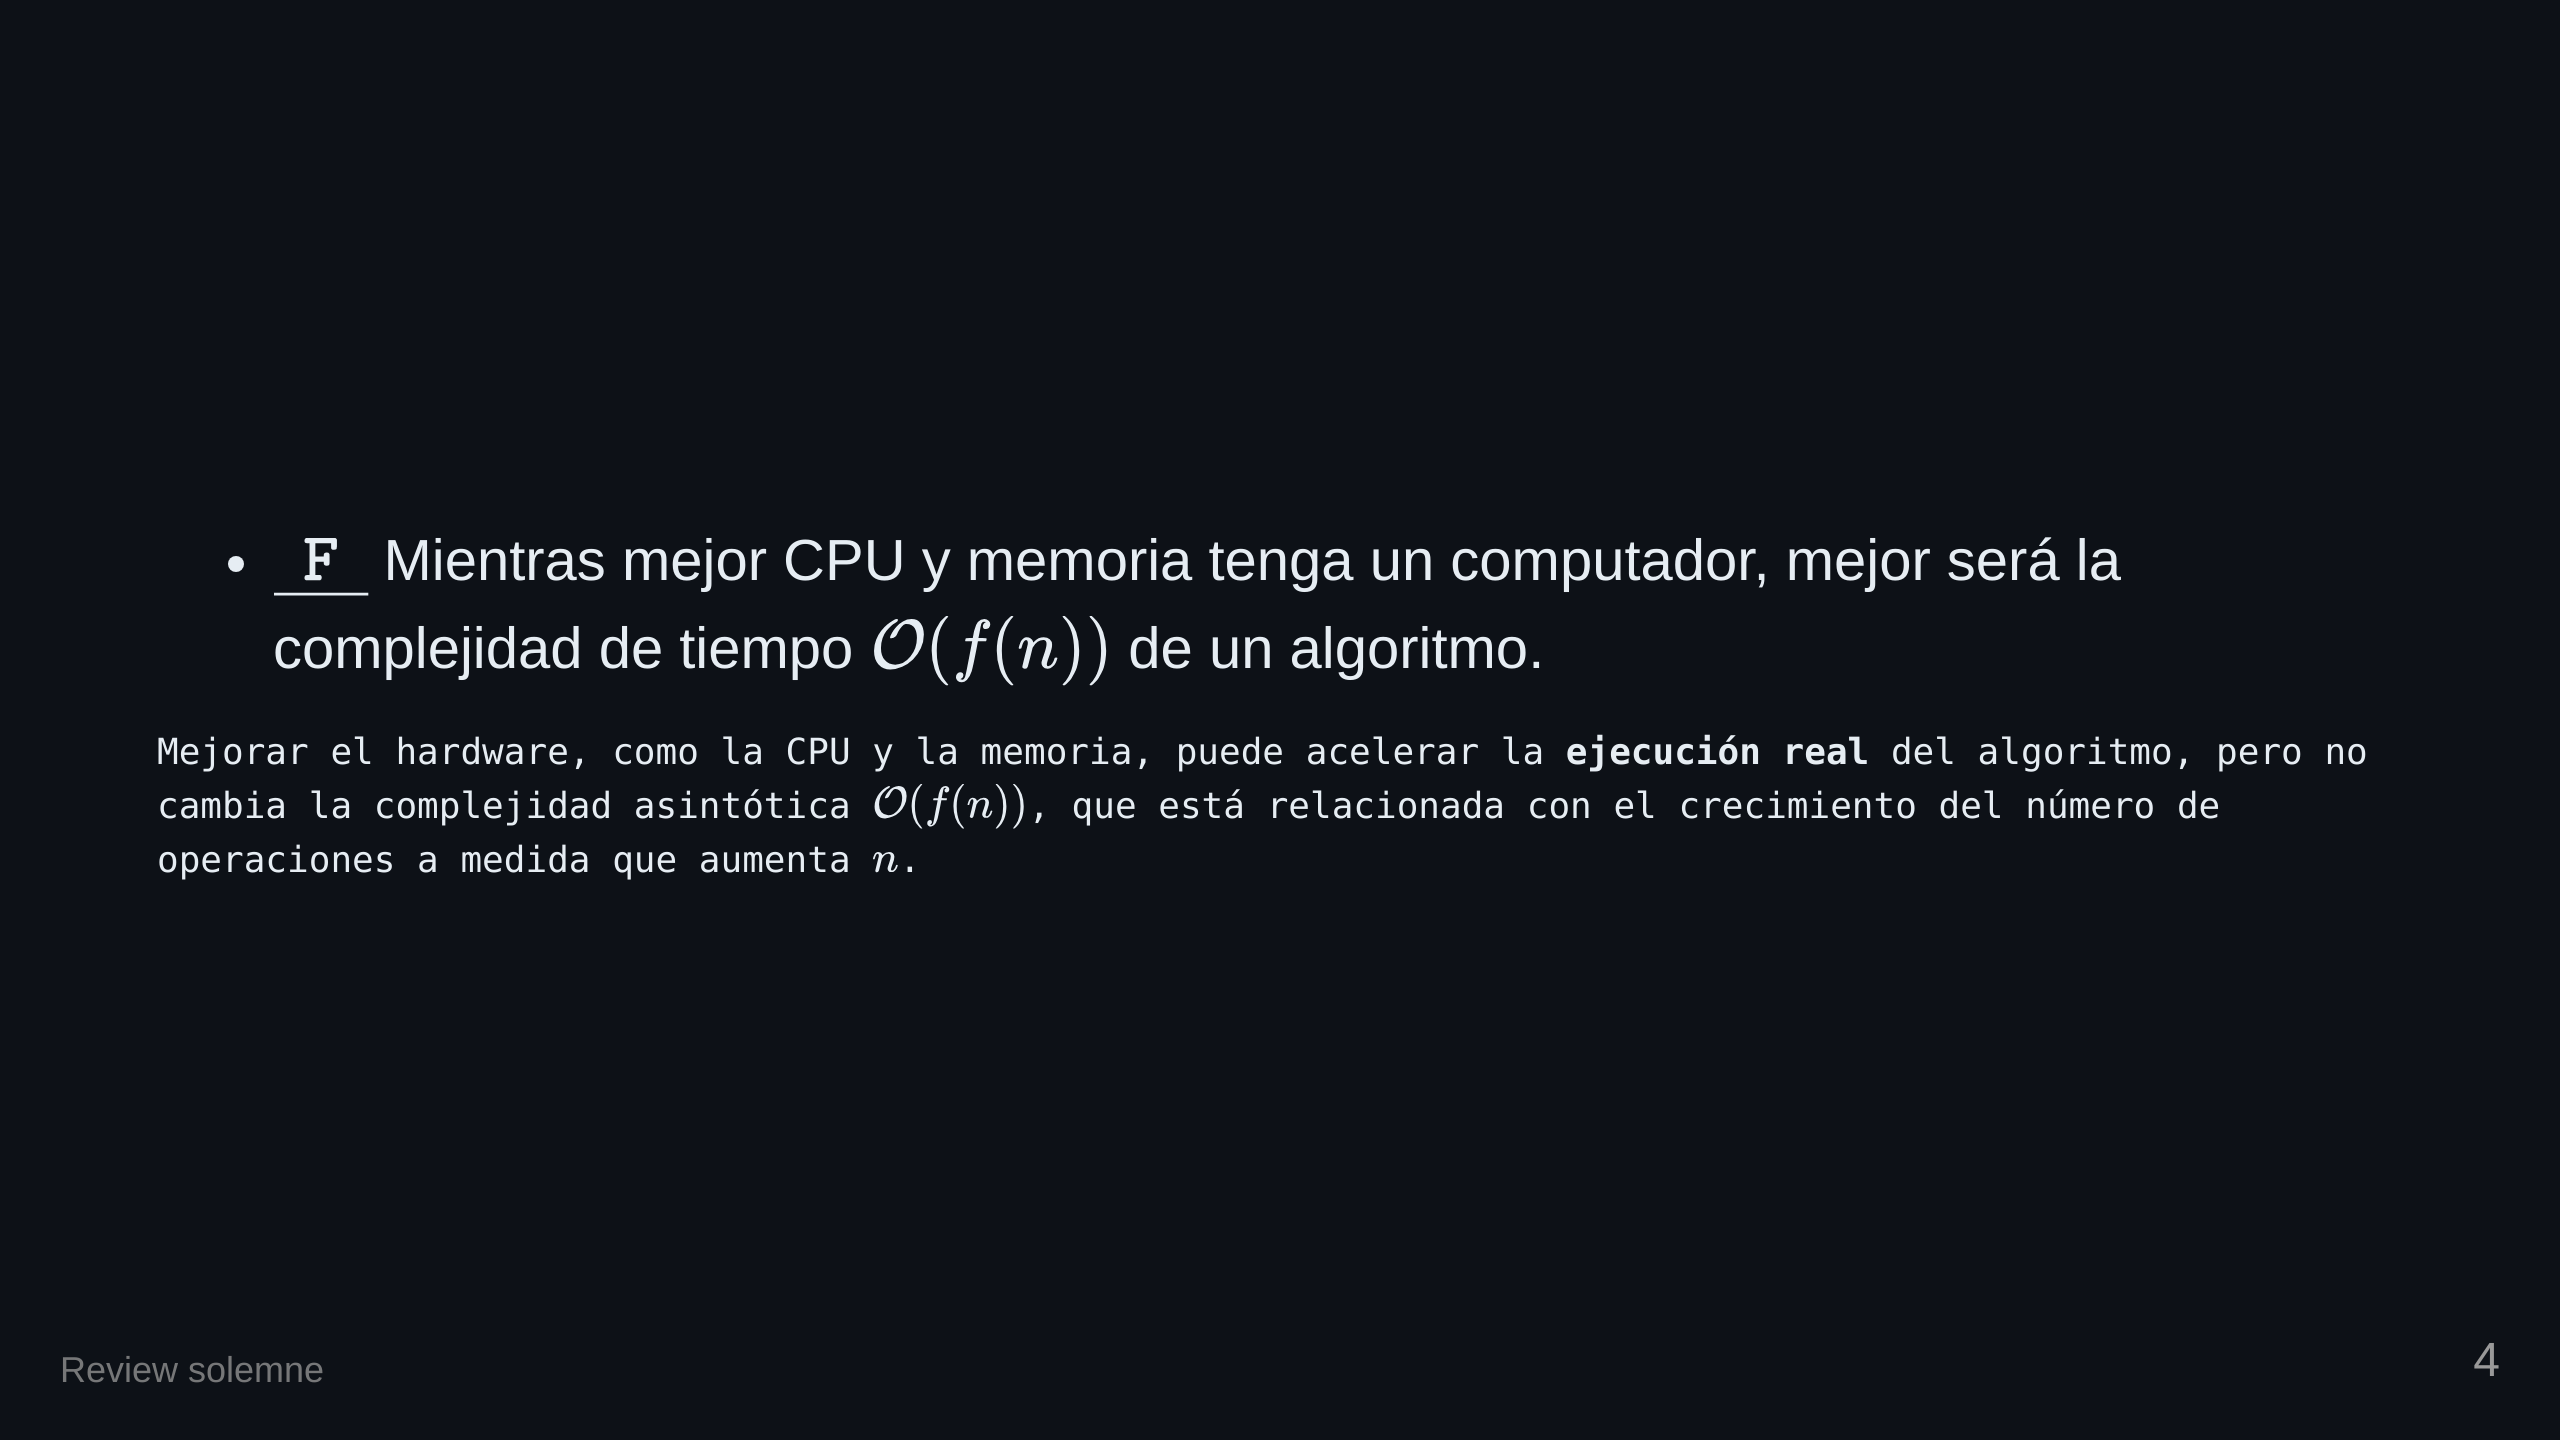 • __F__ Mientras mejor CPU y memoria tenga un computador, mejor será la
complejidad de tiempo 𝒪(f(n)) de un algoritmo.
Mejorar el hardware, como la CPU y la memoria, puede acelerar la ejecución real del algoritmo, pero no
cambia la complejidad asintótica 𝒪(f(n)), que está relacionada con el crecimiento del número de
operaciones a medida que aumenta n.
Review solemne
4